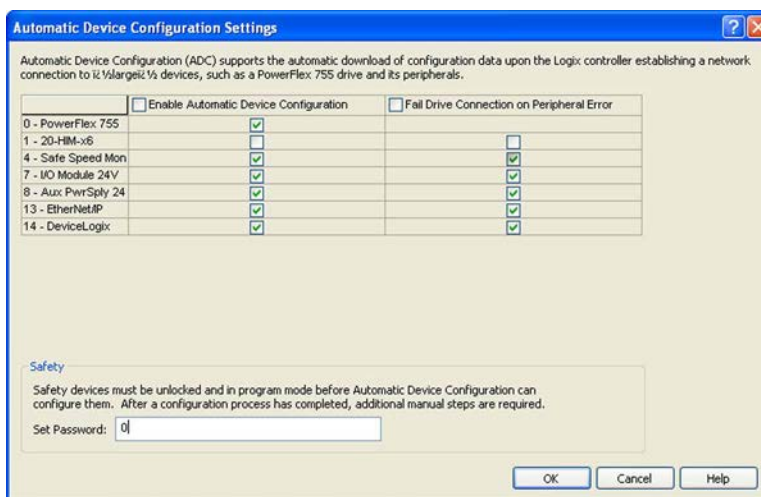 Automatic Device Configuration Settings
Automatic Device Configuration (ADC) supports the automatic download of configuration data upon the Logix controller establishing a network
connection to ï¿½largeï¿½ devices, such as a PowerFlex 755 drive and its peripherals.
Enable Automatic Device Configuration Fail Drive Connection on Peripheral Error
0 - PowerFlex 755
1 - 20-HIM-x6
4 - Safe Speed Mon
7 - I/O Module 24V
8 - Aux PwrSply 24
13 - EtherNet/IP
14 - DeviceLogix
Safety
Safety devices must be unlocked and in program mode before Automatic Device Configuration can
configure them. After a configuration process has completed, additional manual steps are required.
Set Password: 0
OK Cancel Help